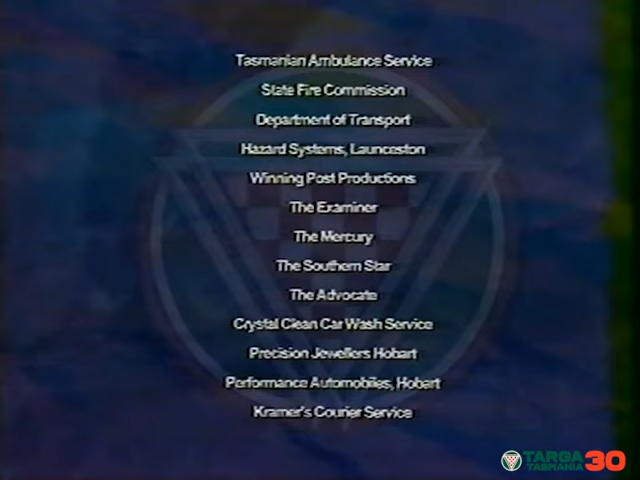 Tasmanian Ambulance Service
State Fire Commission
Department of Transport
Hazard Systems, Launceston
Winning Post Productions
The Examiner
The Mercury
The Southern Star
The Advocate
Crystal Clean Car Wash Service
Precision Jewellers Hobart
Performance Automobiles, Hobart
Kramer's Courier Service
TARGA
TASMANIA
30